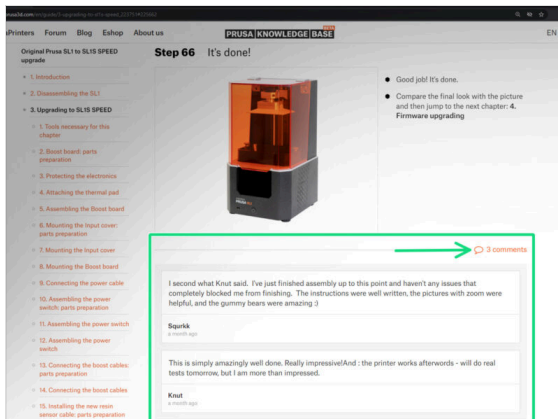 Printers Forum Blog Eshop About us
PRUSA KNOWLEDGE BASE
BETA
EN
Original Prusa SL1 to SL1S SPEED
upgrade
1. Introduction
2. Disassembling the SL1
3. Upgrading to SL1S SPEED
1. Tools necessary for this
chapter
2. Boost board: parts
preparation
3. Protecting the electronics
4. Attaching the thermal pad
5. Assembling the Boost board
6. Mounting the Input cover:
parts preparation
7. Mounting the Input cover
8. Mounting the Boost board
9. Connecting the power cable
10. Assembling the power
switch: parts preparation
11. Assembling the power switch
12. Assembling the power
switch
13. Connecting the boost cables:
parts preparation
14. Connecting the boost cables
15. Installing the new resin
sensor cable: parts preparation
Step 66 It's done!
Good job! It's done.
Compare the final look with the picture
and then jump to the next chapter: 4.
Firmware upgrading
3 comments
I second what Knut said. I've just finished assembly up to this point and haven't any issues that
completely blocked me from finishing. The instructions were well written, the pictures with zoom were
helpful, and the gummy bears were amazing :)
Squrkk
a month ago
This is simply amazingly well done. Really impressive!And : the printer works afterwords - will do real
tests tomorrow, but I am more than impressed.
Knut
a month ago